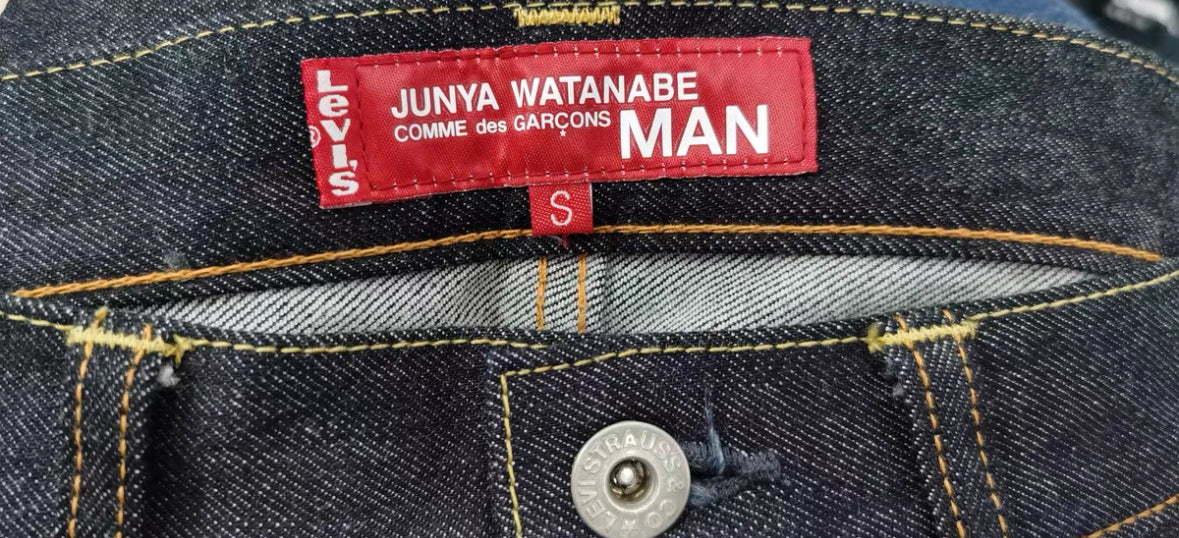 Levi's
®
JUNYA WATANABE
COMME des GARÇONS
MAN
S
LEVI STRAUSS & CO